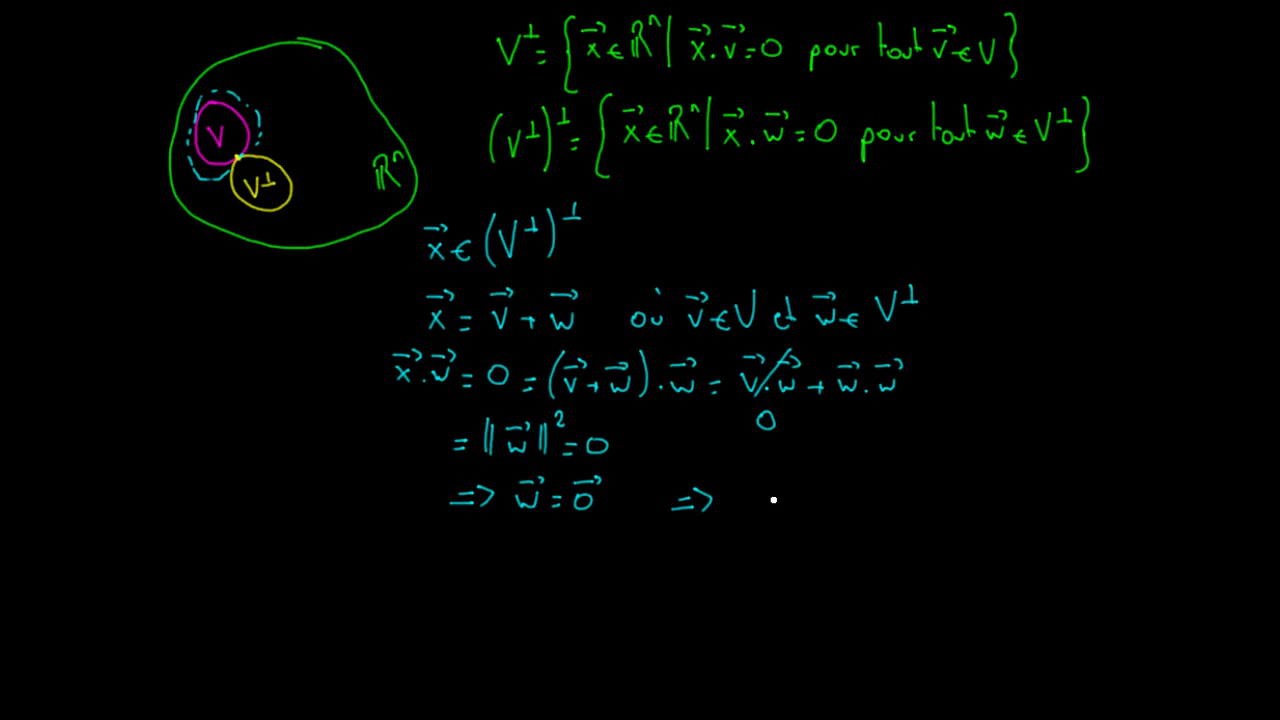 V⊥ = { x⃗ ∈ ℝⁿ | x⃗ . v⃗ = 0 pour tout v⃗ ∈ V }
(V⊥)⊥ = { x⃗ ∈ ℝⁿ | x⃗ . w⃗ = 0 pour tout w⃗ ∈ V⊥ }
V
V⊥
ℝⁿ
x⃗ ∈ (V⊥)⊥
x⃗ = v⃗ + w⃗ où v⃗ ∈ V et w⃗ ∈ V⊥
x⃗ . w⃗ = 0 = (v⃗ + w⃗) . w⃗ = v⃗ . w⃗ + w⃗ . w⃗
0
= ‖ w⃗ ‖² = 0
=> w⃗ = 0⃗ =>